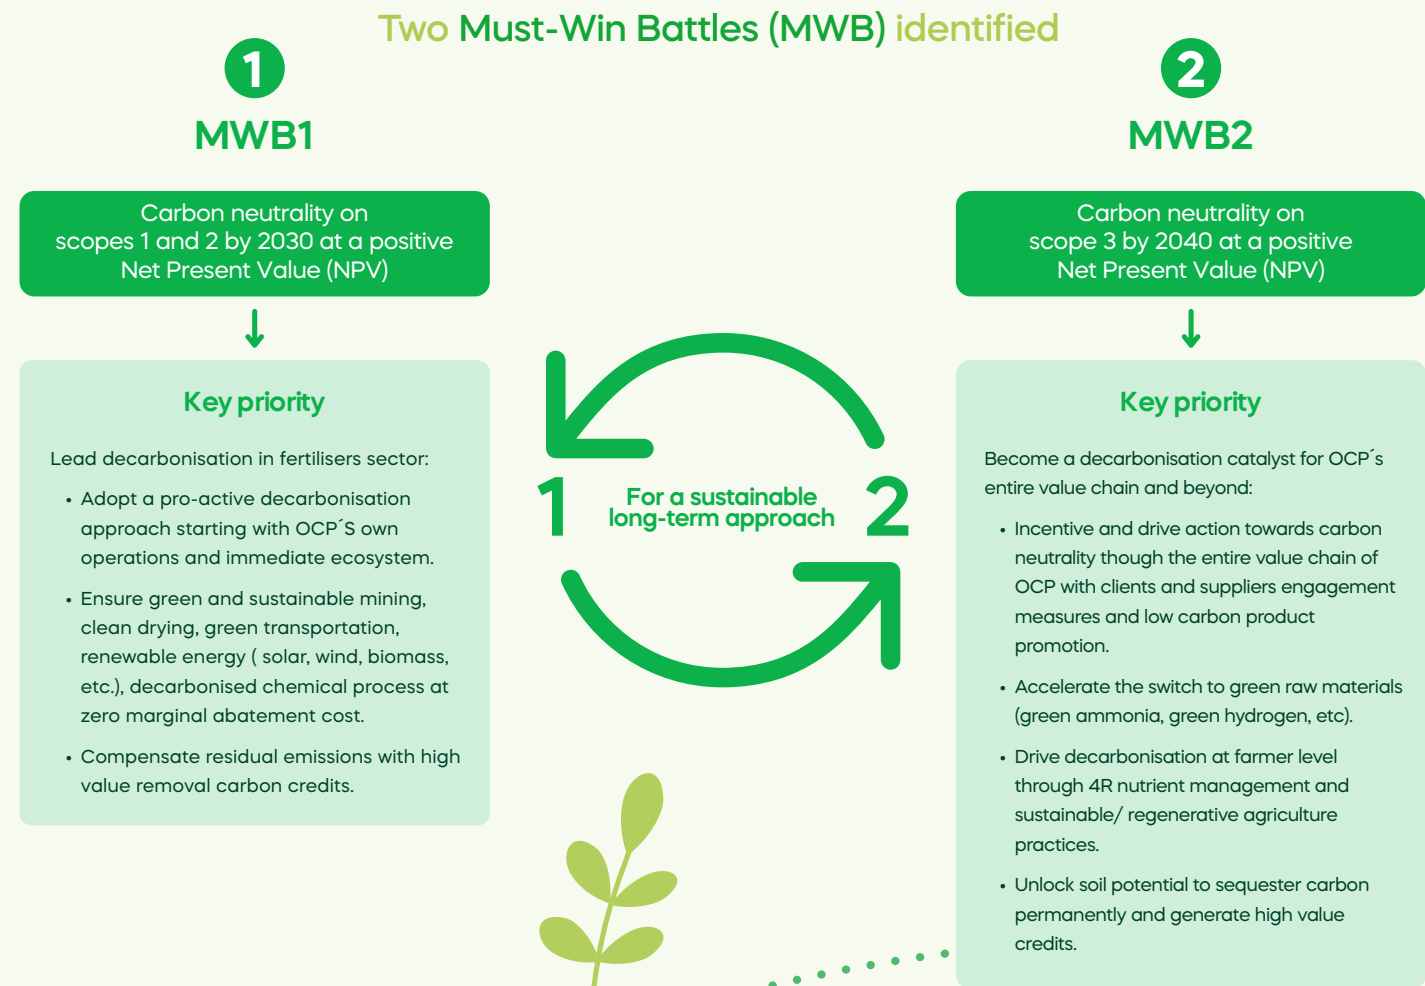 Two Must-Win Battles (MWB) identified
1
MWB1
Carbon neutrality on
scopes 1 and 2 by 2030 at a positive
Net Present Value (NPV)
Key priority
Lead decarbonisation in fertilisers sector:
• Adopt a pro-active decarbonisation
approach starting with OCP´S own
operations and immediate ecosystem.
• Ensure green and sustainable mining,
clean drying, green transportation,
renewable energy ( solar, wind, biomass,
etc.), decarbonised chemical process at
zero marginal abatement cost.
• Compensate residual emissions with high
value removal carbon credits.
1
For a sustainable
long-term approach
2
2
MWB2
Carbon neutrality on
scope 3 by 2040 at a positive
Net Present Value (NPV)
Key priority
Become a decarbonisation catalyst for OCP´s
entire value chain and beyond:
• Incentive and drive action towards carbon
neutrality though the entire value chain of
OCP with clients and suppliers engagement
measures and low carbon product
promotion.
• Accelerate the switch to green raw materials
(green ammonia, green hydrogen, etc).
• Drive decarbonisation at farmer level
through 4R nutrient management and
sustainable/ regenerative agriculture
practices.
• Unlock soil potential to sequester carbon
permanently and generate high value
credits.